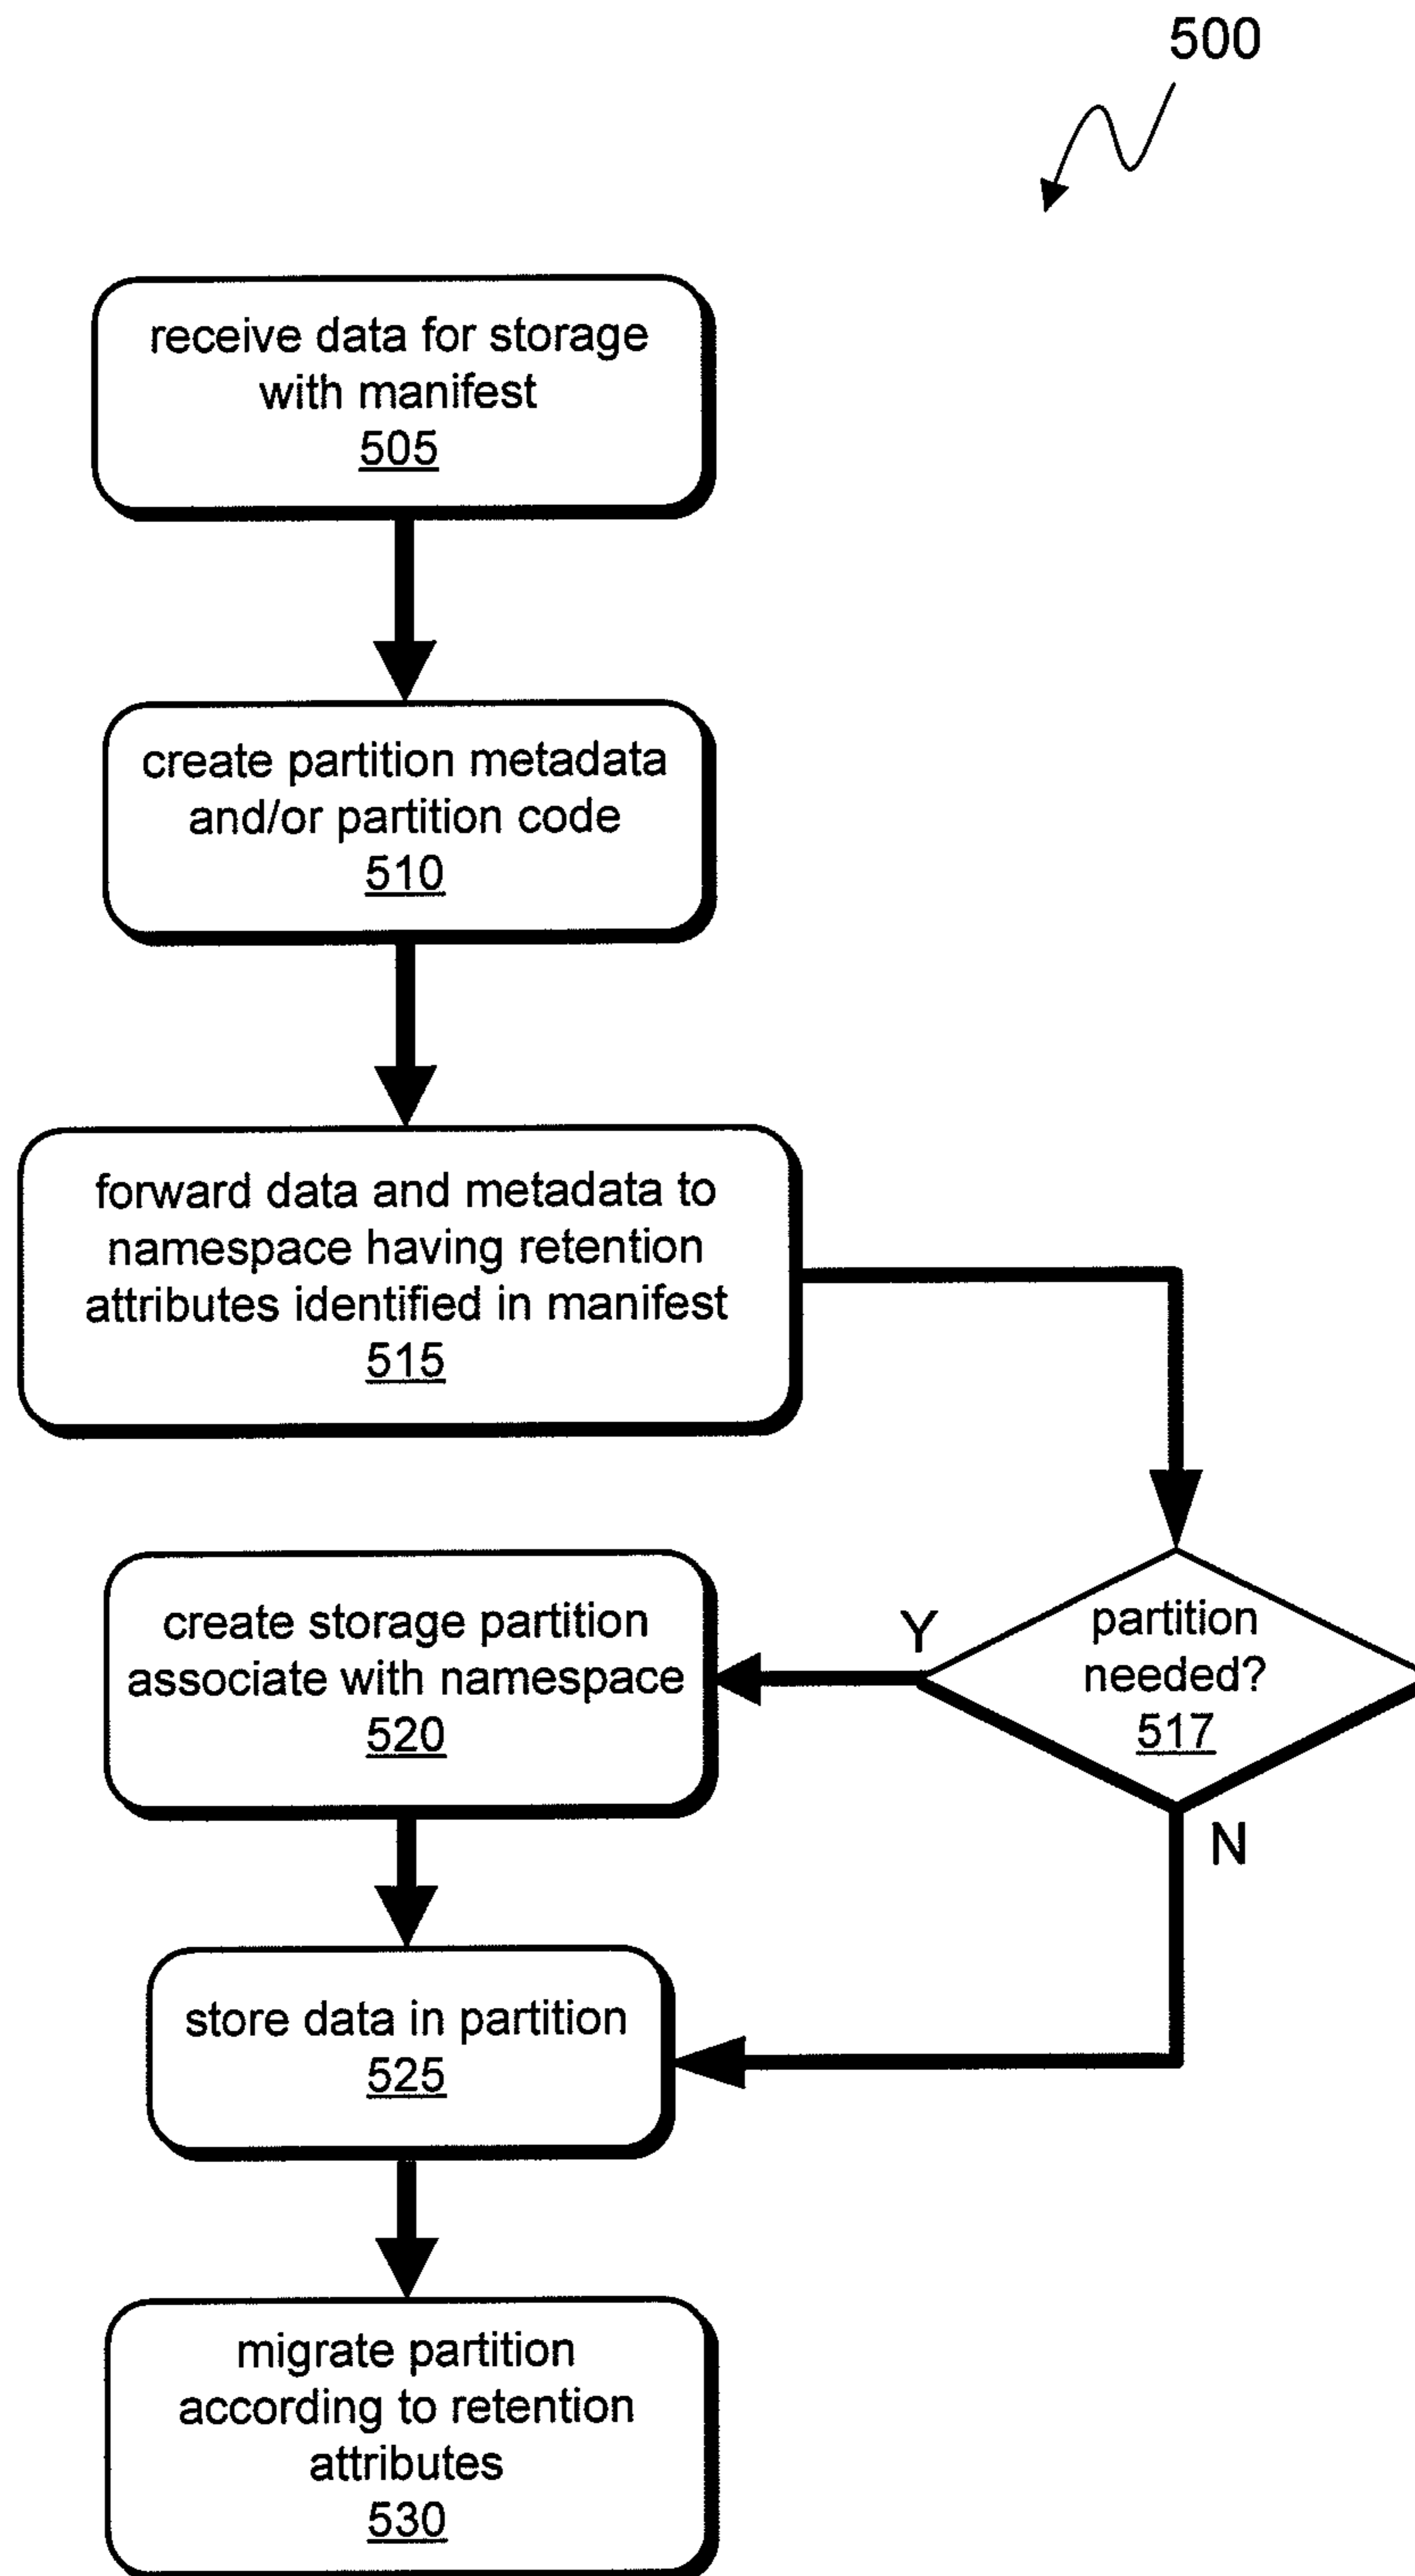 500
receive data for storage
with manifest
505
create partition metadata
and/or partition code
510
forward data and metadata to
namespace having retention
attributes identified in manifest
515
partition
needed?
517
Y
N
create storage partition
associate with namespace
520
store data in partition
525
migrate partition
according to retention
attributes
530